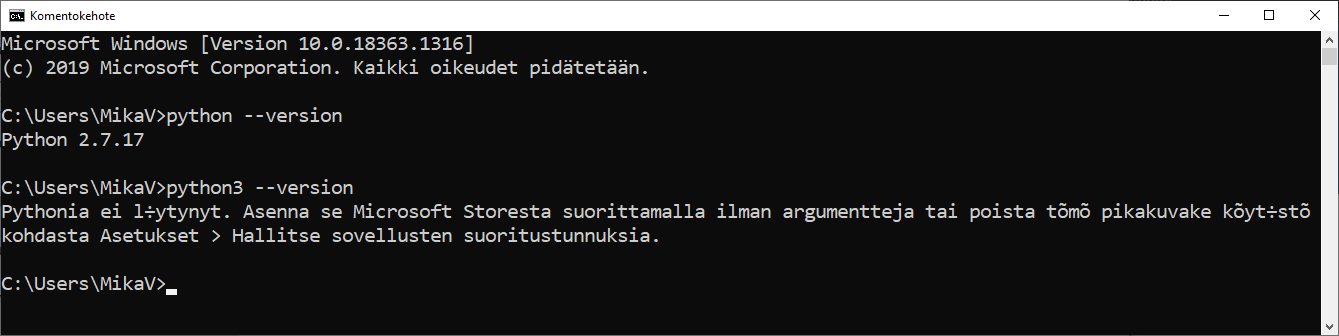 Komentokehote
Microsoft Windows [Version 10.0.18363.1316]
(c) 2019 Microsoft Corporation. Kaikki oikeudet pidätetään.
C:\Users\MikaV>python --version
Python 2.7.17
C:\Users\MikaV>python3 --version
Pythonia ei l÷ytynyt. Asenna se Microsoft Storesta suorittamalla ilman argumentteja tai poista tõmõ pikakuvake kõyt÷stõ
kohdasta Asetukset > Hallitse sovellusten suoritustunnuksia.
C:\Users\MikaV>